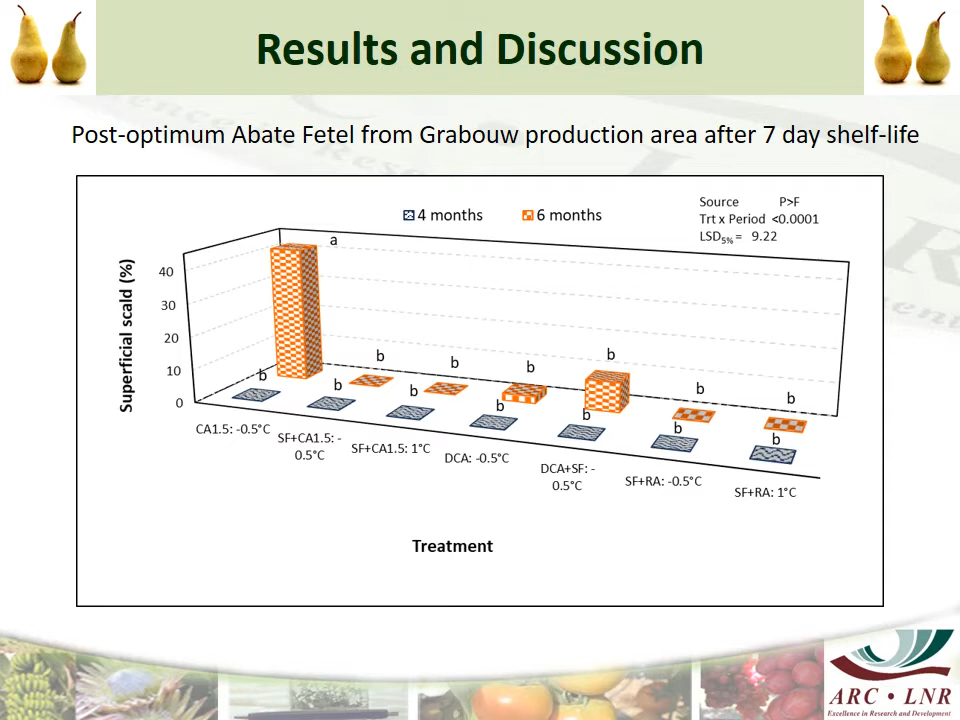 Results and Discussion
Post-optimum Abate Fetel from Grabouw production area after 7 day shelf-life
4 months
6 months
Source P>F
Trt x Period <0.0001
LSD5% = 9.22
Superficial scald (%)
40
30
20
10
0
a
b
b
b
b
b
b
b
b
b
b
b
b
b
CA1.5: -0.5°C
SF+CA1.5: -
0.5°C
SF+CA1.5: 1°C
DCA: -0.5°C
DCA+SF: -
0.5°C
SF+RA: -0.5°C
SF+RA: 1°C
Treatment
ARC • LNR
Excellence in Research and Development